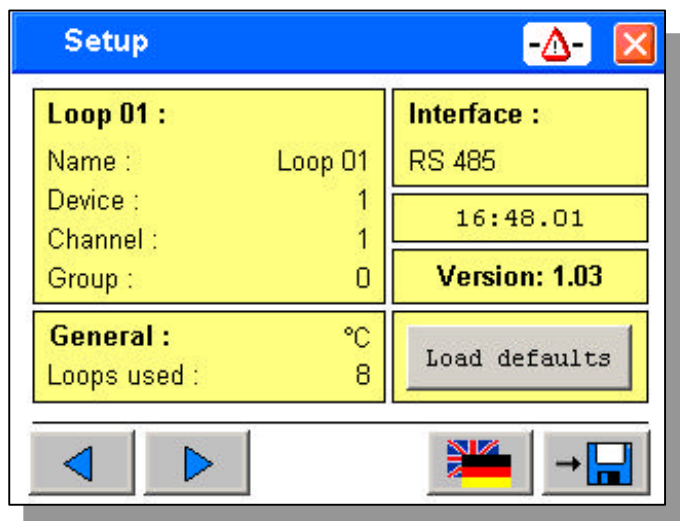 Setup
Loop 01 :
Name : Loop 01
Device : 1
Channel : 1
Group : 0
General : °C
Loops used : 8
Interface :
RS 485
16:48.01
Version: 1.03
Load defaults